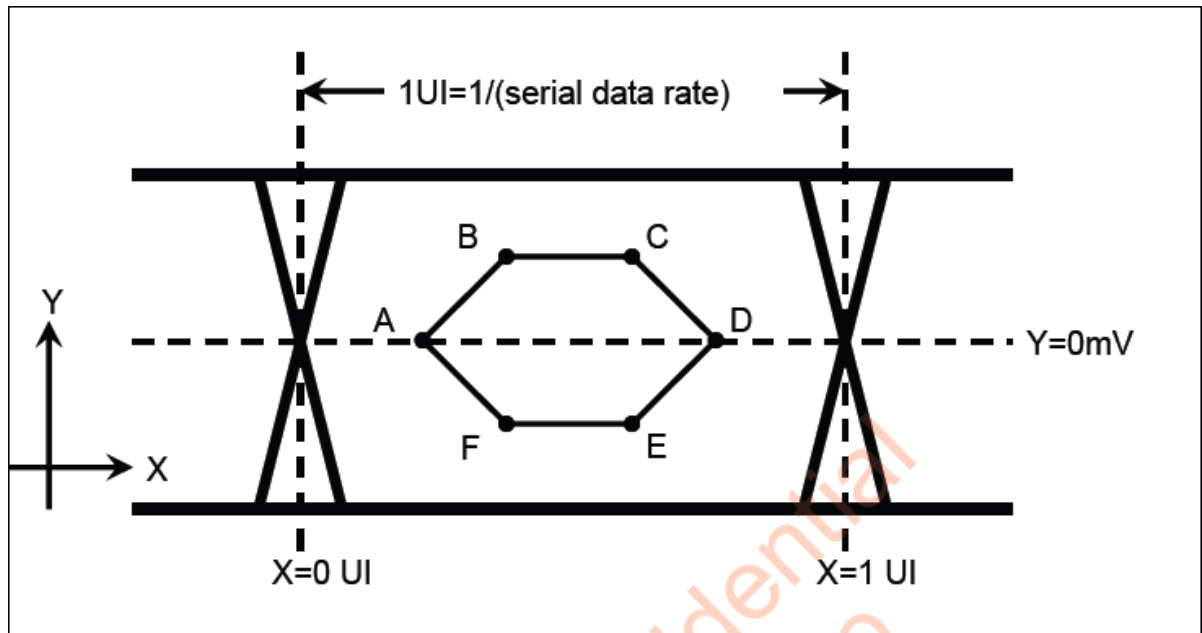 1UI=1/(serial data rate)
B
C
Y
A
D
Y=0mV
F
E
X
X=0 UI
X=1 UI